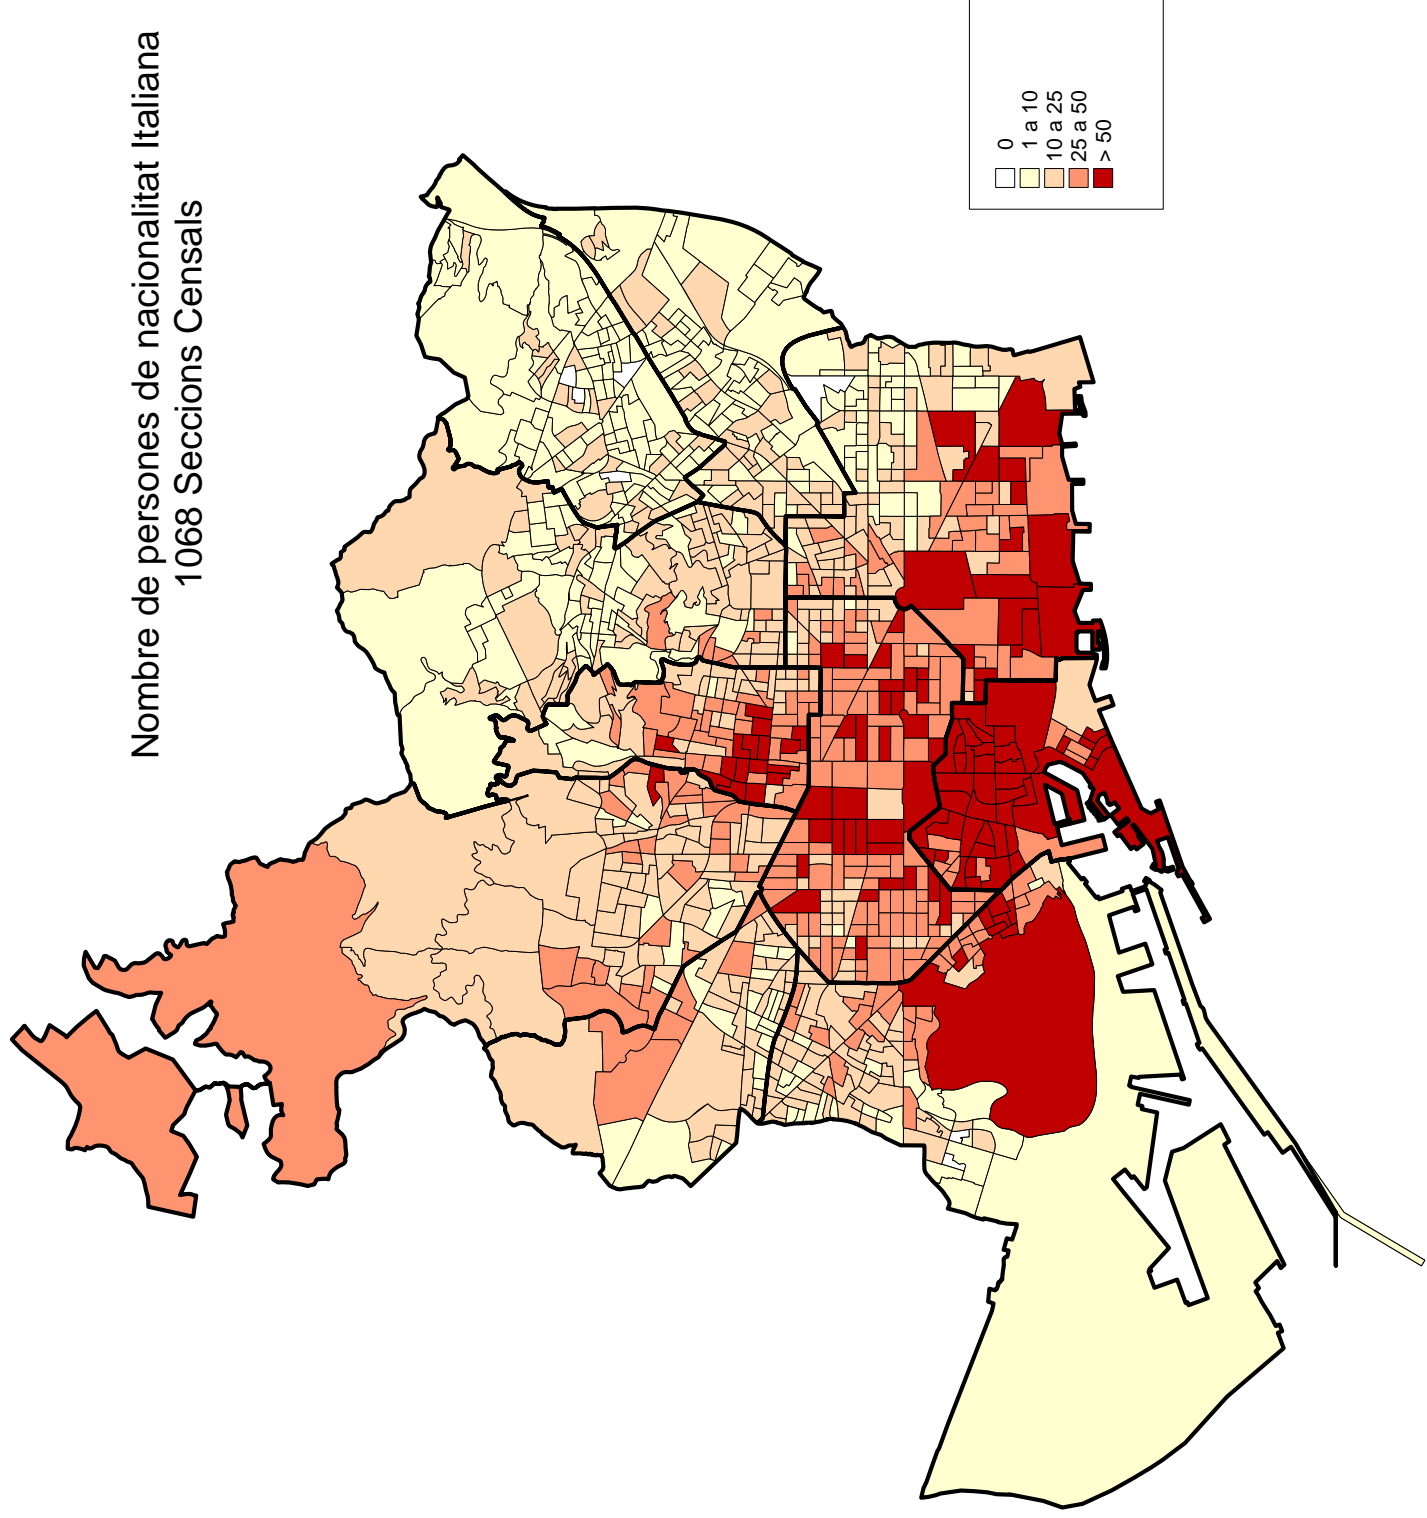 Nombre de persones de nacionalitat Italiana
1068 Seccions Censals
0
1 a 10
10 a 25
25 a 50
> 50